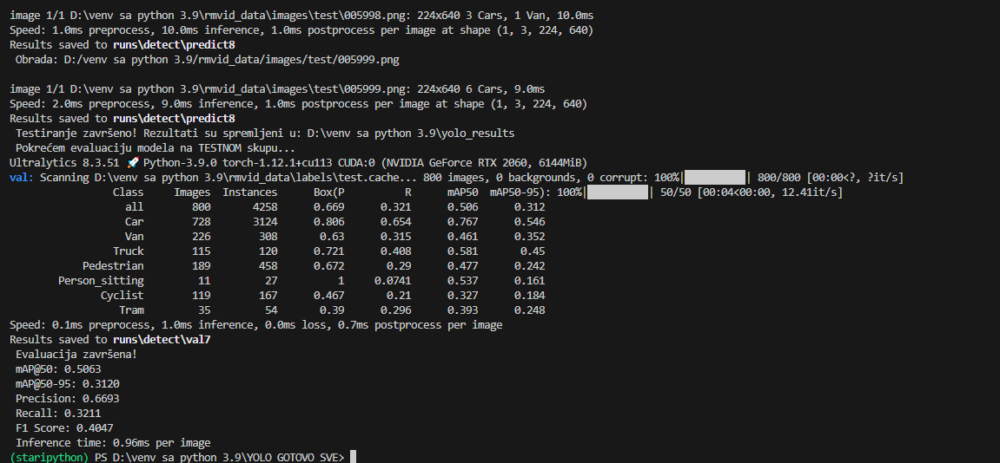 image 1/1 D:\venv sa python 3.9\rmvid_data\images\test\005998.png: 224x640 3 Cars, 1 Van, 10.0ms
Speed: 1.0ms preprocess, 10.0ms inference, 1.0ms postprocess per image at shape (1, 3, 224, 640)
Results saved to runs\detect\predict8
Obrada: D:/venv sa python 3.9/rmvid_data/images/test/005999.png
image 1/1 D:\venv sa python 3.9\rmvid_data\images\test\005999.png: 224x640 6 Cars, 9.0ms
Speed: 2.0ms preprocess, 9.0ms inference, 1.0ms postprocess per image at shape (1, 3, 224, 640)
Results saved to runs\detect\predict8
Testiranje završeno! Rezultati su spremljeni u: D:\venv sa python 3.9\yolo_results
Pokrećem evaluaciju modela na TESTNOM skupu...
Ultralytics 8.3.51 🚀 Python-3.9.0 torch-1.12.1+cu113 CUDA:0 (NVIDIA GeForce RTX 2060, 6144MiB)
val: Scanning D:\venv sa python 3.9\rmvid_data\labels\test.cache... 800 images, 0 backgrounds, 0 corrupt: 100%|██████████| 800/800 [00:00<?, ?it/s]
Class Images Instances Box(P R mAP50 mAP50-95): 100%|██████████| 50/50 [00:04<00:00, 12.41it/s]
all 800 4258 0.669 0.321 0.506 0.312
Car 728 3124 0.806 0.654 0.767 0.546
Van 226 308 0.63 0.315 0.461 0.352
Truck 115 120 0.721 0.408 0.581 0.45
Pedestrian 189 458 0.672 0.29 0.477 0.242
Person_sitting 11 27 1 0.0741 0.537 0.161
Cyclist 119 167 0.467 0.21 0.327 0.184
Tram 35 54 0.39 0.296 0.393 0.248
Speed: 0.1ms preprocess, 1.0ms inference, 0.0ms loss, 0.7ms postprocess per image
Results saved to runs\detect\val7
Evaluacija završena!
mAP@50: 0.5063
mAP@50-95: 0.3120
Precision: 0.6693
Recall: 0.3211
F1 Score: 0.4047
Inference time: 0.96ms per image
(staripython) PS D:\venv sa python 3.9\YOLO GOTOVO SVE>